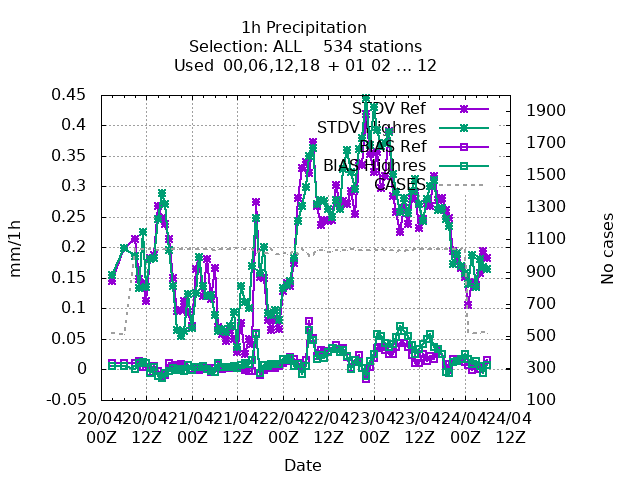 1h Precipitation
Selection: ALL    534 stations
Used  00,06,12,18 + 01 02 ... 12
STDV Ref
STDV Highres
BIAS Ref
BIAS Highres
CASES
mm/1h
0.45
0.4
0.35
0.3
0.25
0.2
0.15
0.1
0.05
0
-0.05
No cases
1900
1700
1500
1300
1100
900
700
500
300
100
20/04 20/04 21/04 21/04 22/04 22/04 23/04 23/04 24/04 24/04
00Z 12Z 00Z 12Z 00Z 12Z 00Z 12Z 00Z 12Z
Date